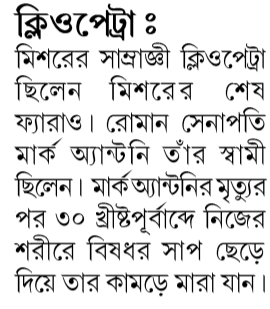 ক্লিওপেট্রা ঃ
মিশরের সাম্রাজ্ঞী ক্লিওপেট্রা
ছিলেন মিশরের শেষ
ফ্যারাও। রোমান সেনাপতি
মার্ক অ্যান্টনি তাঁর স্বামী
ছিলেন। মার্ক অ্যান্টনির মৃত্যুর
পর ৩০ খ্রীষ্টপূর্বাব্দে নিজের
শরীরে বিষধর সাপ ছেড়ে
দিয়ে তার কামড়ে মারা যান।